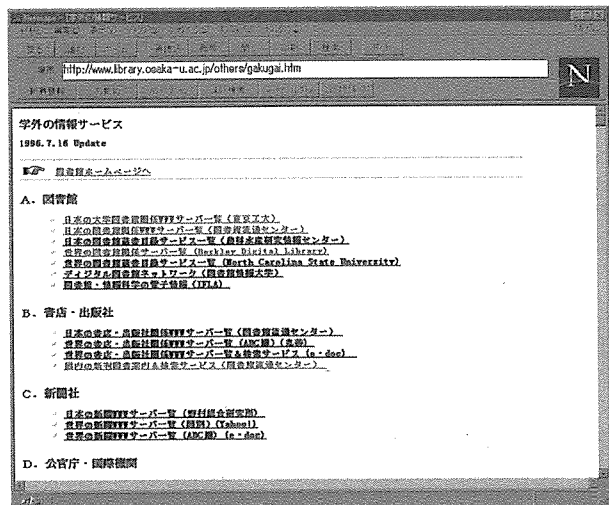 Netscape - [学外の情報サービス]
http://www.library.osaka-u.ac.jp/others/gakugai.htm
N
学外の情報サービス
1996.7.16 Update
図書館ホームページへ
A. 図書館
日本の大学図書館関係WWWサーバ一覧（東京工大）
日本の図書館関係WWWサーバ一覧（図書館流通センター）
日本の図書館蔵書目録サービス一覧（農林水産研究情報センター）
世界の図書館関係サーバ一覧（Berkley Digital Library）
世界の図書館蔵書目録サービス一覧（North Carolina State University）
ディジタル図書館ネットワーク（図書館情報大学）
図書館・情報科学の電子情報（IFLA）
B. 書店・出版社
日本の書店・出版社関係WWWサーバ一覧（図書館流通センター）
世界の書店・出版社関係WWWサーバ一覧（ABC順）（丸善）
世界の書店・出版社関係WWWサーバ一覧＆検索サービス（e・doc）
国内の新刊図書案内＆検索サービス（図書館流通センター）
C. 新聞社
日本の新聞WWWサーバ一覧（野村総合研究所）
世界の新聞WWWサーバ一覧（国別）（Yahoo!）
世界の新聞WWWサーバ一覧（ABC順）（e・doc）
D. 公官庁・国際機関